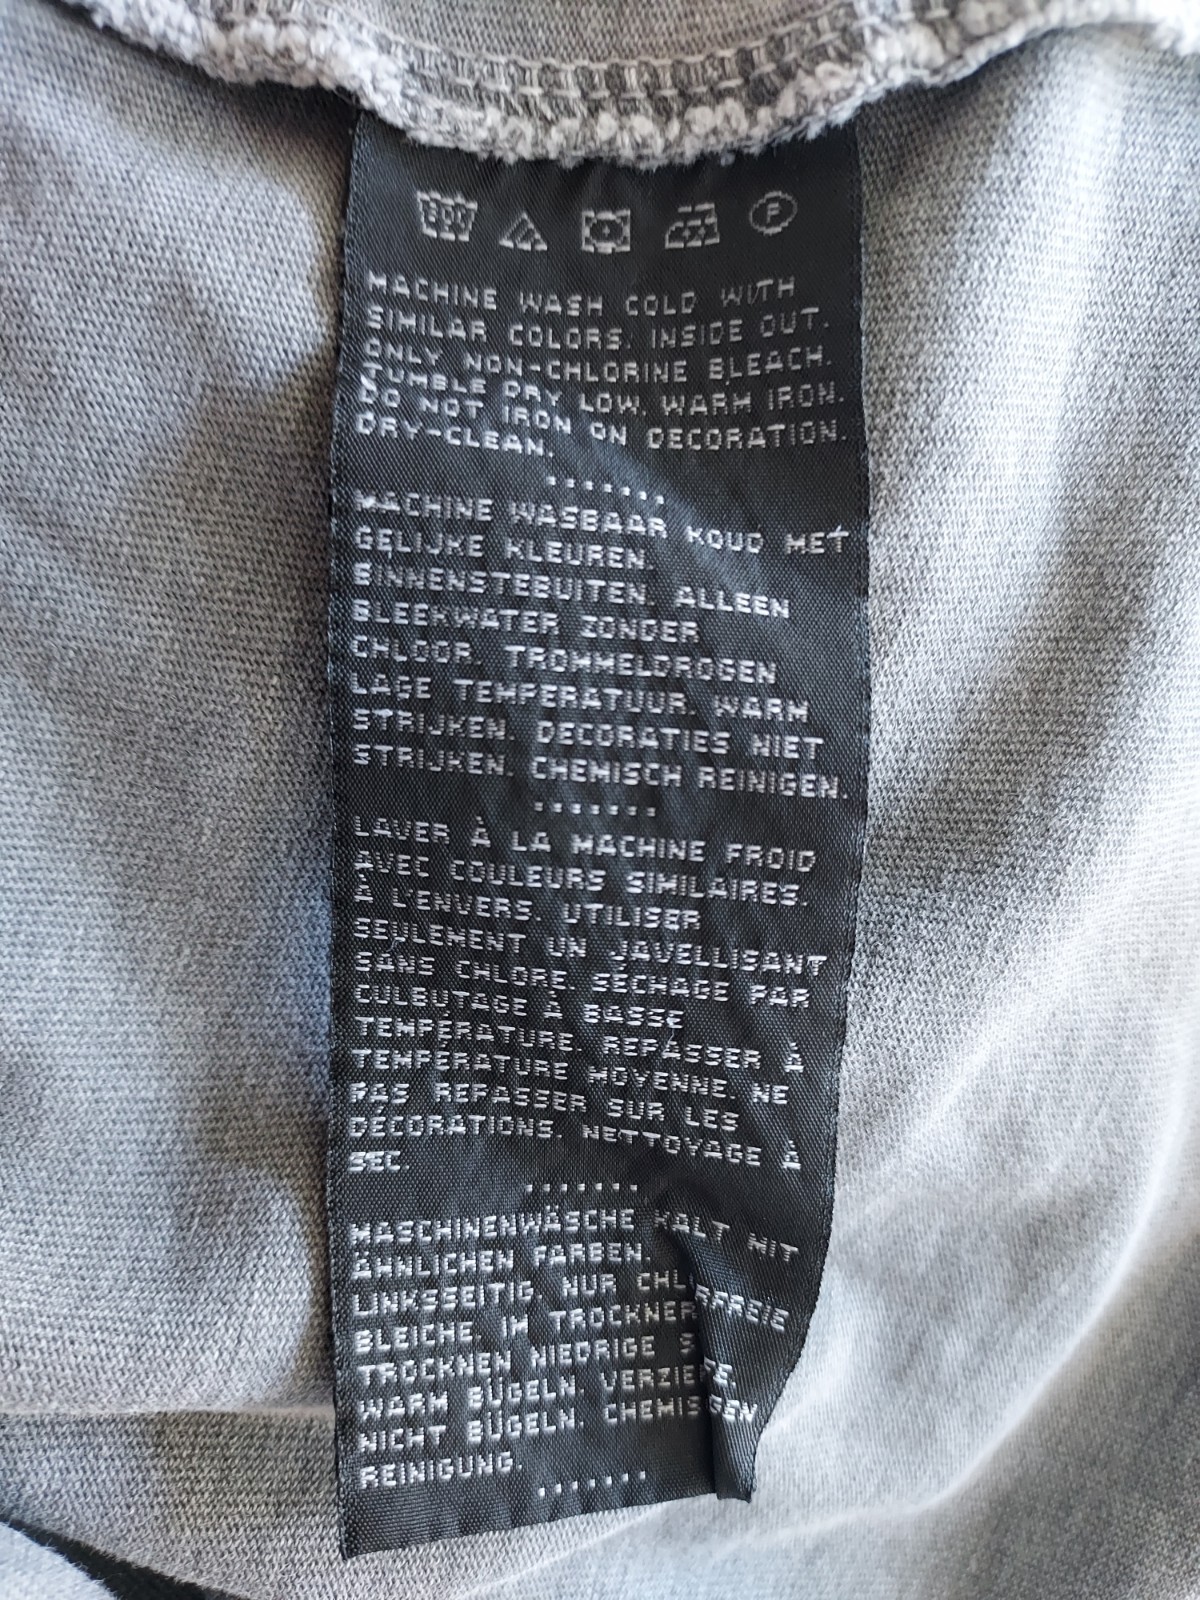 30C P
MACHINE WASH COLD WITH
SIMILAR COLORS. INSIDE OUT.
ONLY NON-CHLORINE BLEACH.
TUMBLE DRY LOW. WARM IRON.
DO NOT IRON ON DECORATION.
DRY-CLEAN.
.......
MACHINE WASBAAR KOUD MET
GELIJKE KLEUREN.
BINNENSTEBUITEN. ALLEEN
BLEEKWATER ZONDER
CHLOOR. TROMMELDROGEN
LAGE TEMPERATUUR. WARM
STRIJKEN. DECORATIES NIET
STRIJKEN. CHEMISCH REINIGEN.
.......
LAVER À LA MACHINE FROID
AVEC COULEURS SIMILAIRES.
À L'ENVERS. UTILISER
SEULEMENT UN JAVELLISANT
SANS CHLORE. SÉCHAGE PAR
CULBUTAGE À BASSE
TEMPÉRATURE. REPASSER À
TEMPÉRATURE MOYENNE. NE
PAS REPASSER SUR LES
DÉCORATIONS. NETTOYAGE À
SEC.
.......
MASCHINENWÄSCHE KALT MIT
ÄHNLICHEN FARBEN.
LINKSSEITIG. NUR CHLORFREIE
BLEICHE. IM TROCKNER
TROCKNEN NIEDRIGE
WARM BÜGELN.
NICHT BÜGELN.
REINIGUNG.
.......